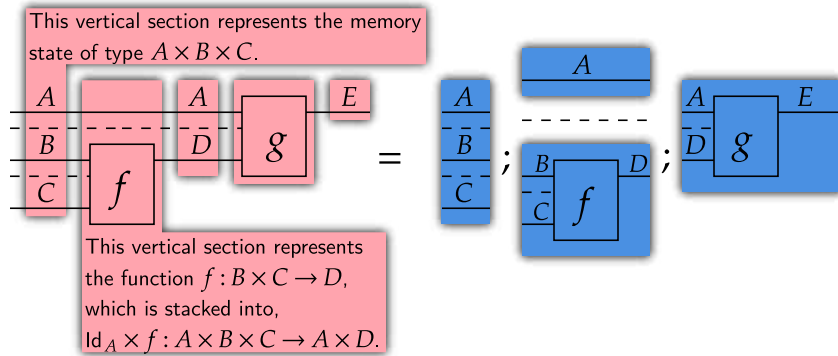 This vertical section represents the memory
state of type A × B × C.
A A E
B D
C
f g
=
A
B
C
;
A
B D
C
f
;
A E
D
g
This vertical section represents
the function f : B × C → D,
which is stacked into,
Id_A × f : A × B × C → A × D.